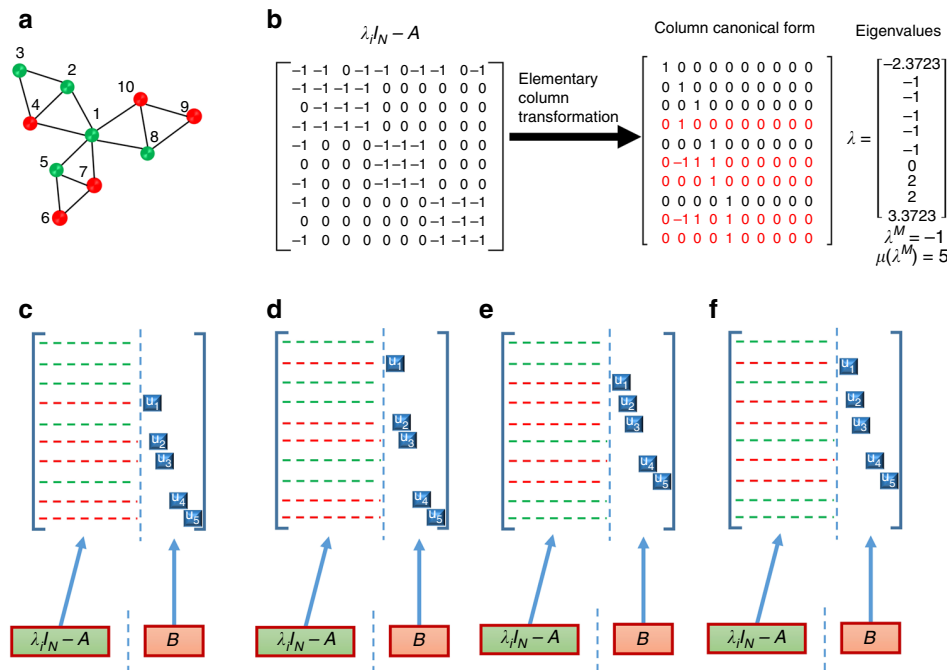 a
3
2
4
1
10
9
8
5
7
6
b
λiIN – A
–1 –1 0 –1 –1 0 –1 –1 0 –1
–1 –1 –1 –1 0 0 0 0 0 0
0 –1 –1 –1 0 0 0 0 0 0
–1 –1 –1 –1 0 0 0 0 0 0
–1 0 0 0 –1 –1 –1 0 0 0
0 0 0 0 –1 –1 –1 0 0 0
–1 0 0 0 –1 –1 –1 0 0 0
–1 0 0 0 0 0 0 –1 –1 –1
0 0 0 0 0 0 0 –1 –1 –1
–1 0 0 0 0 0 0 –1 –1 –1
Elementary
column
transformation
Column canonical form
1 0 0 0 0 0 0 0 0 0
0 1 0 0 0 0 0 0 0 0
0 0 1 0 0 0 0 0 0 0
0 1 0 0 0 0 0 0 0 0
0 0 0 1 0 0 0 0 0 0
0 –1 1 1 0 0 0 0 0 0
0 0 0 1 0 0 0 0 0 0
0 0 0 0 1 0 0 0 0 0
0 –1 1 0 1 0 0 0 0 0
0 0 0 0 1 0 0 0 0 0
Eigenvalues
λ =
–2.3723
–1
–1
–1
–1
–1
0
2
2
3.3723
λM = –1
μ(λM) = 5
c
u1
u2
u3
u4
u5
λiIN – A
B
d
u1
u2
u3
u4
u5
λiIN – A
B
e
u1
u2
u3
u4
u5
λiIN – A
B
f
u1
u2
u3
u4
u5
λiIN – A
B